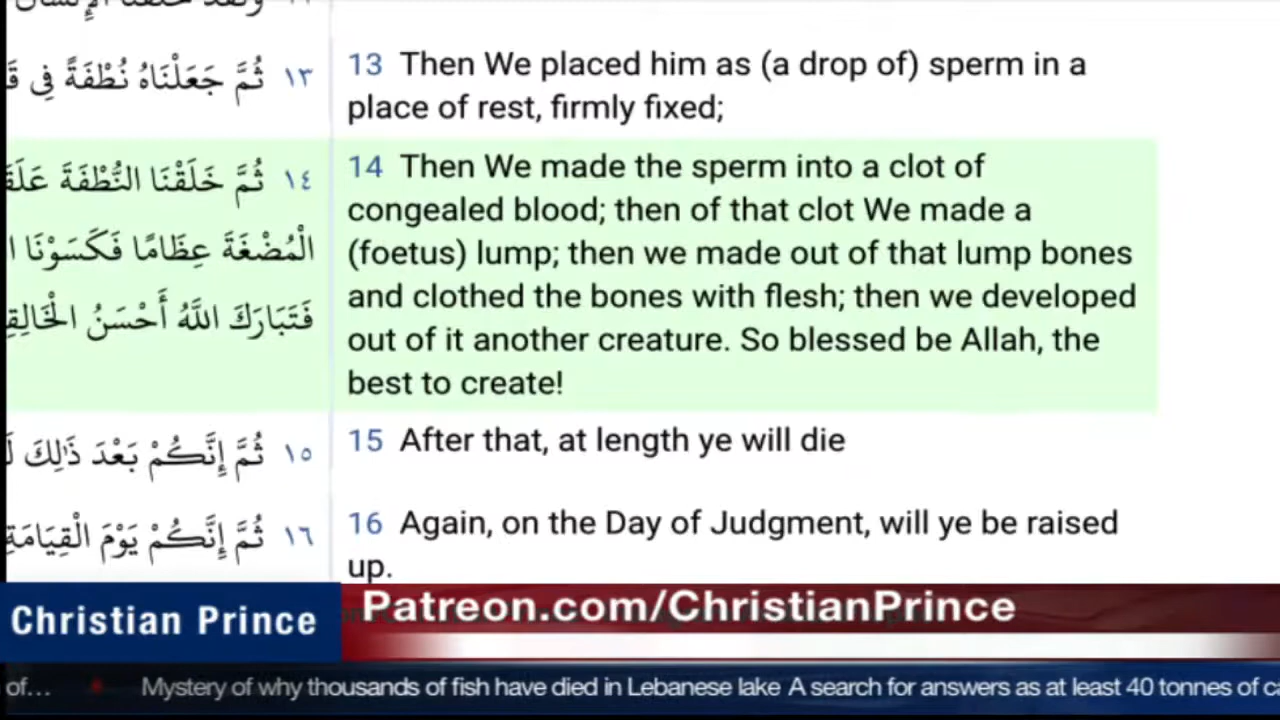 ١٣ ثُمَّ جَعَلْنَاهُ نُطْفَةً فِي
13 Then We placed him as (a drop of) sperm in a
place of rest, firmly fixed;
١٤ ثُمَّ خَلَقْنَا النُّطْفَةَ
الْمُضْغَةَ عِظَامًا فَكَسَوْنَا
فَتَبَارَكَ اللَّهُ أَحْسَنُ
14 Then We made the sperm into a clot of
congealed blood; then of that clot We made a
(foetus) lump; then we made out of that lump bones
and clothed the bones with flesh; then we developed
out of it another creature. So blessed be Allah, the
best to create!
١٥ ثُمَّ إِنَّكُمْ بَعْدَ ذَٰلِكَ
15 After that, at length ye will die
١٦ ثُمَّ إِنَّكُمْ يَوْمَ الْقِيَامَةِ
16 Again, on the Day of Judgment, will ye be raised
up.
Christian Prince
Patreon.com/ChristianPrince
of... Mystery of why thousands of fish have died in Lebanese lake A search for answers as at least 40 tonnes of